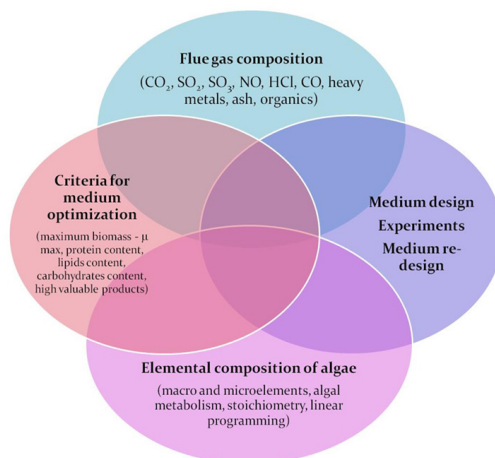 Flue gas composition
(CO₂, SO₂, SO₃, NO, HCl, CO, heavy
metals, ash, organics)
Criteria for
medium
optimization
(maximum biomass - μ
max, protein content,
lipids content,
carbohydrates content,
high valuable products)
Medium design
Experiments
Medium re-
design
Elemental composition of algae
(macro and microelements, algal
metabolism, stoichiometry, linear
programming)